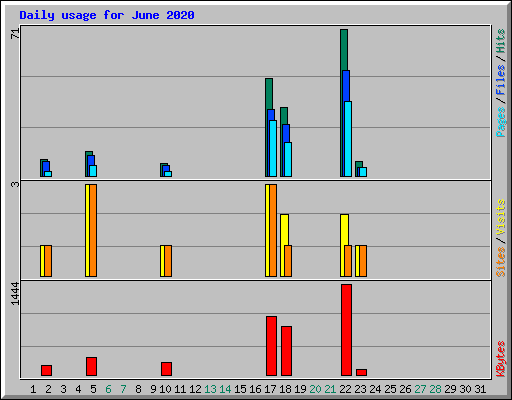 Daily usage for June 2020
71
Pages / Files / Hits
3
Sites / Visits
1444
KBytes
1 2 3 4 5 6 7 8 9 10 11 12 13 14 15 16 17 18 19 20 21 22 23 24 25 26 27 28 29 30 31